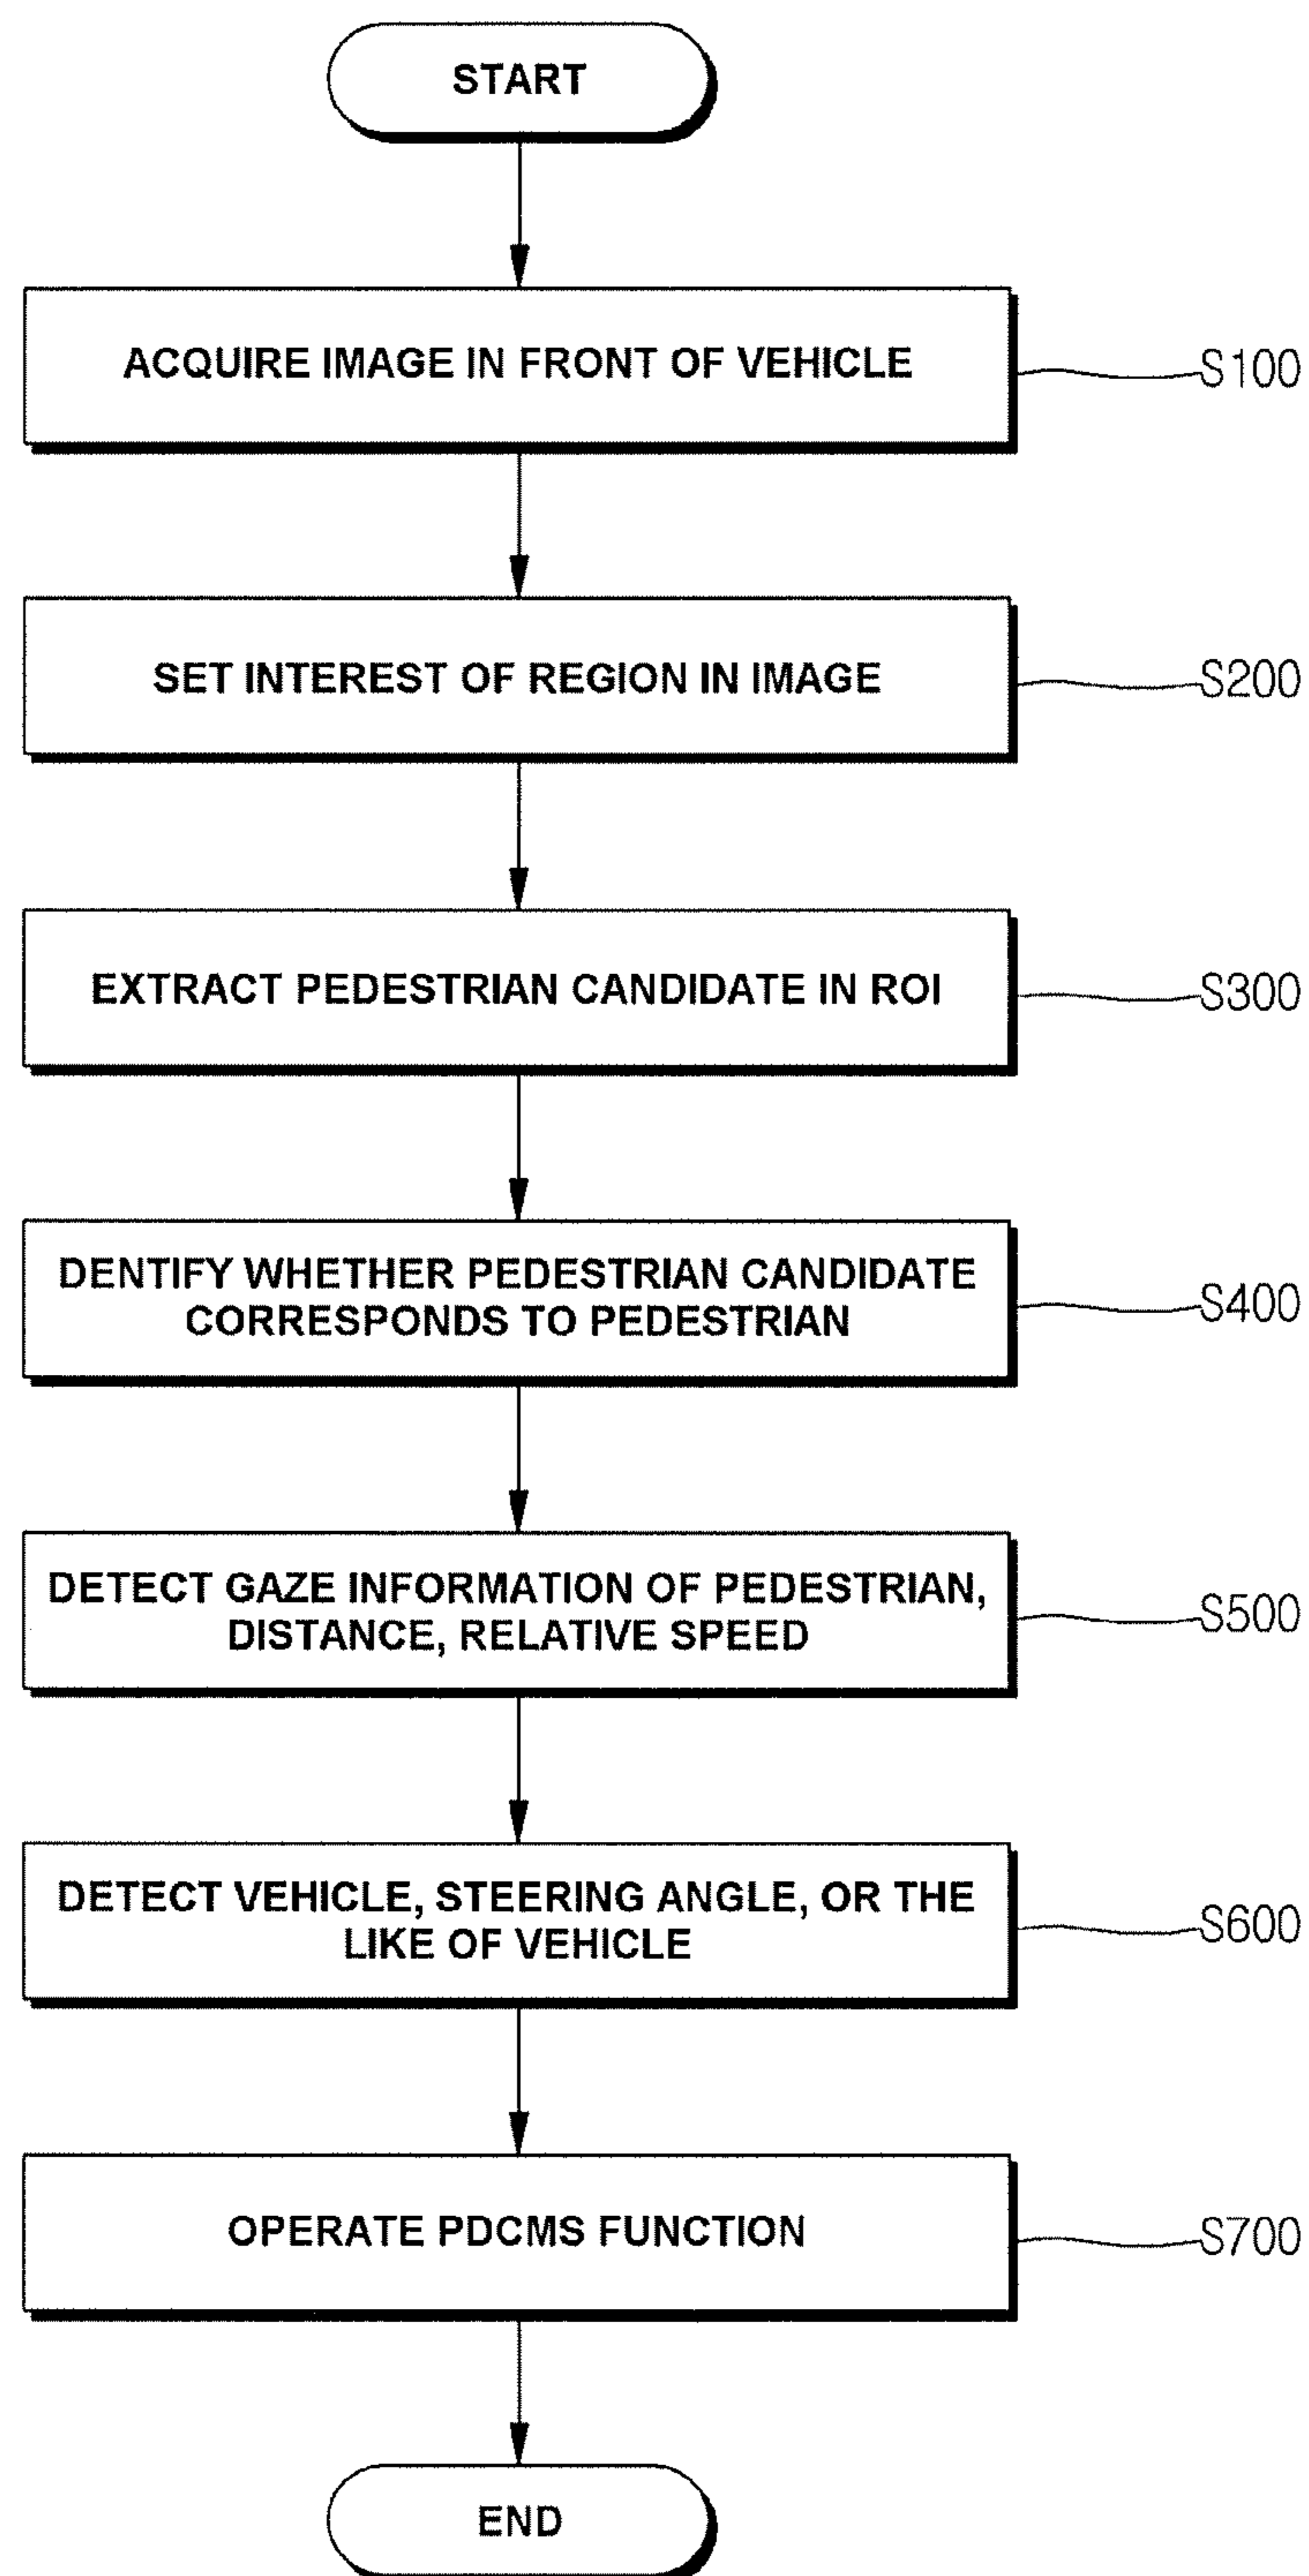 START
ACQUIRE IMAGE IN FRONT OF VEHICLE
S100
SET INTEREST OF REGION IN IMAGE
S200
EXTRACT PEDESTRIAN CANDIDATE IN ROI
S300
DENTIFY WHETHER PEDESTRIAN CANDIDATE
CORRESPONDS TO PEDESTRIAN
S400
DETECT GAZE INFORMATION OF PEDESTRIAN,
DISTANCE, RELATIVE SPEED
S500
DETECT VEHICLE, STEERING ANGLE, OR THE
LIKE OF VEHICLE
S600
OPERATE PDCMS FUNCTION
S700
END